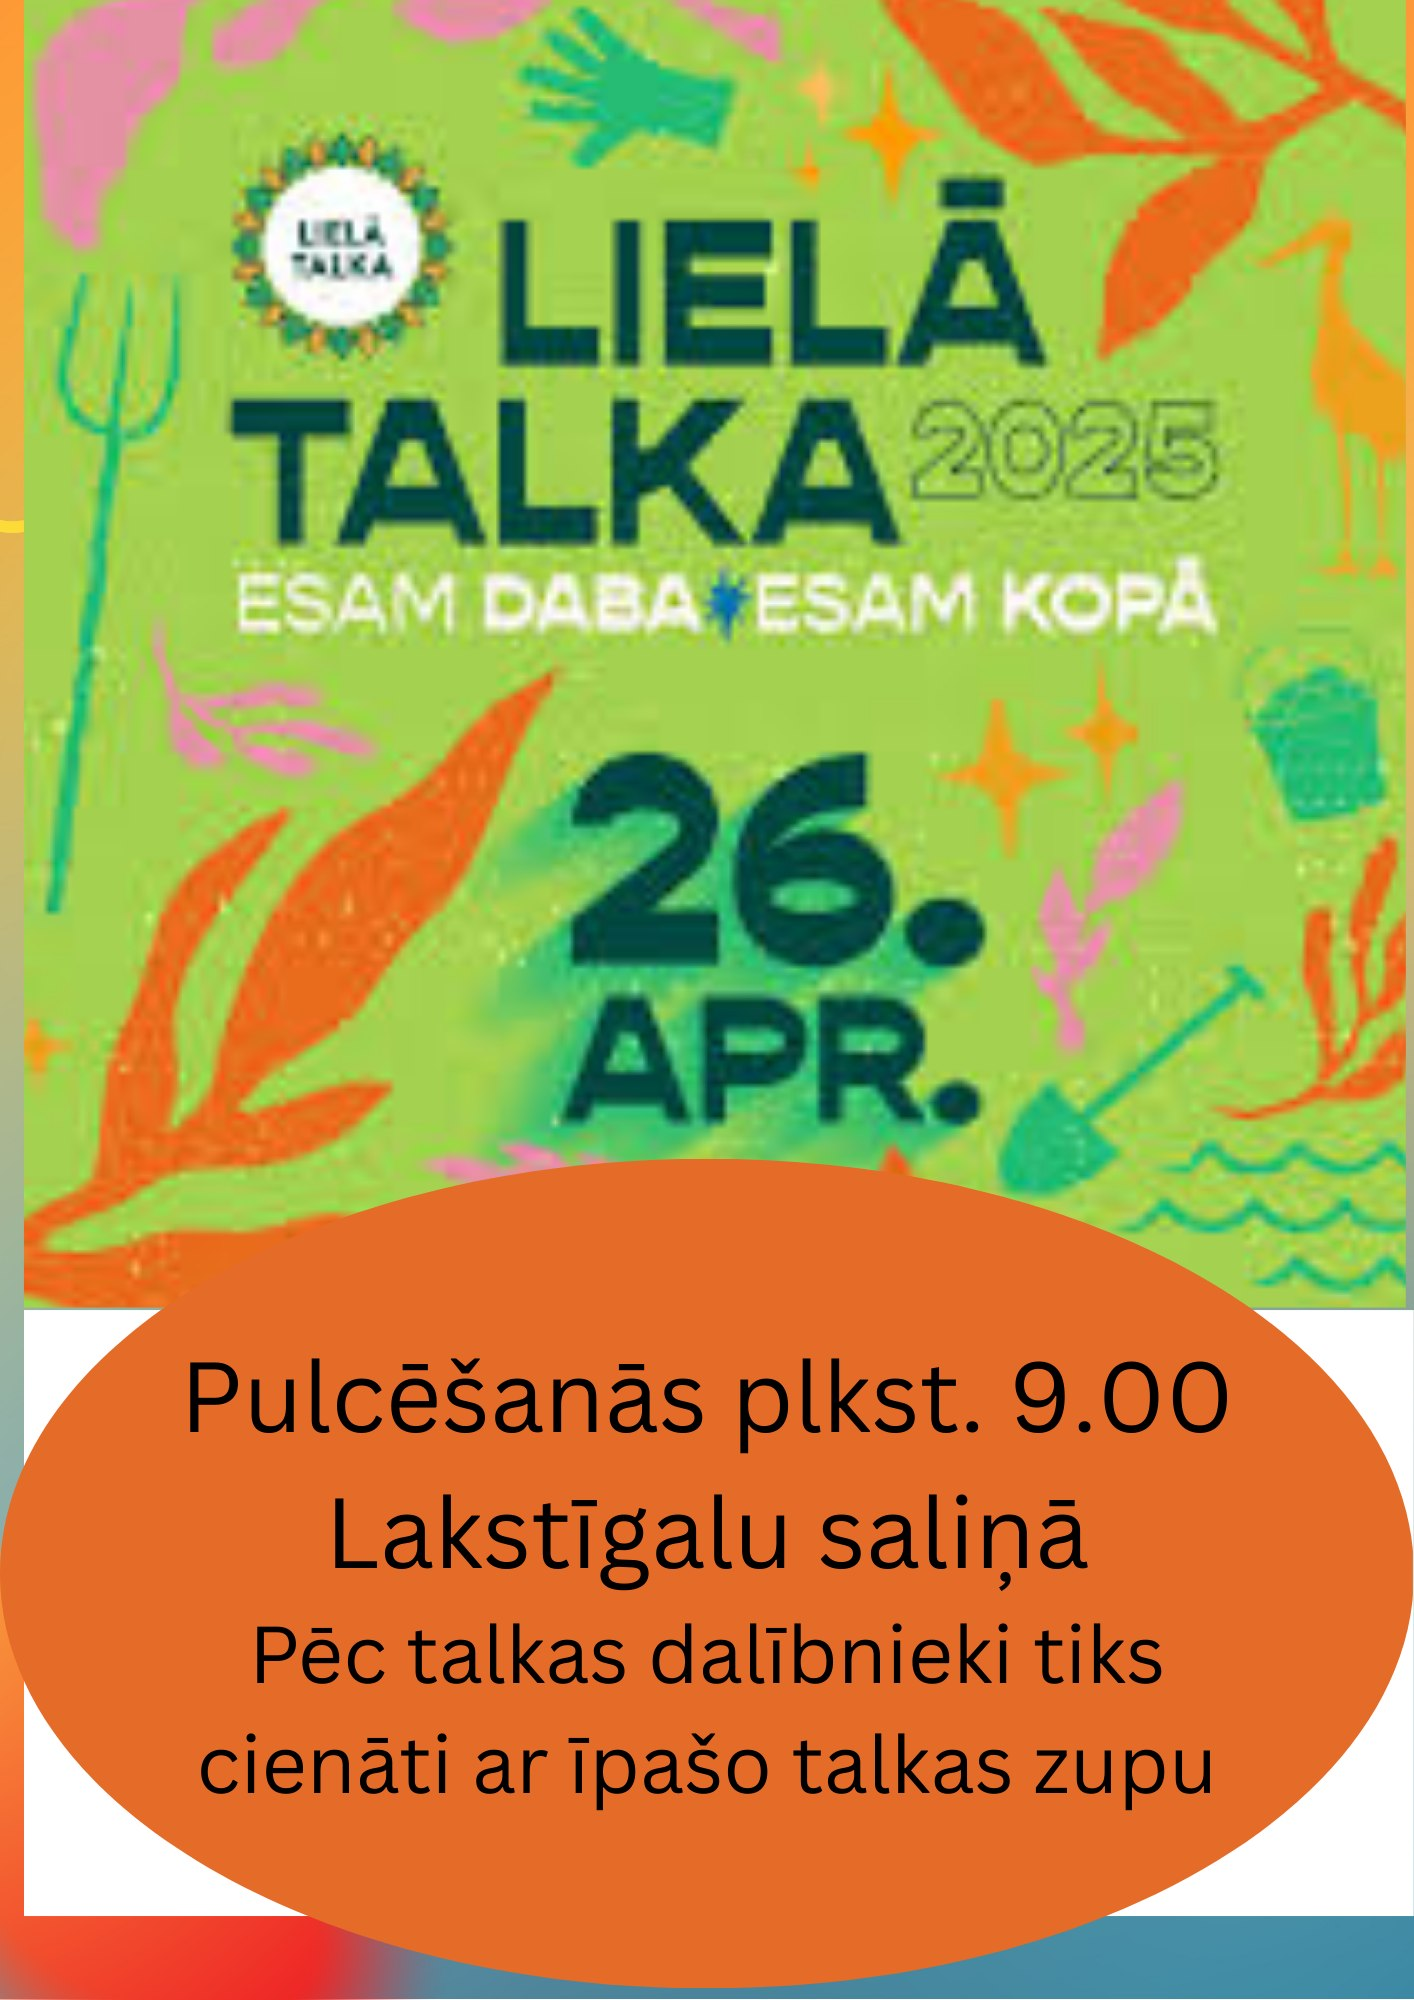 LIELĀ
TALKA
LIELĀ
TALKA 2025
ESAM DABA ESAM KOPĀ
26.
APR.
Pulcēšanās plkst. 9.00
Lakstīgalu saliņā
Pēc talkas dalībnieki tiks
cienāti ar īpašo talkas zupu